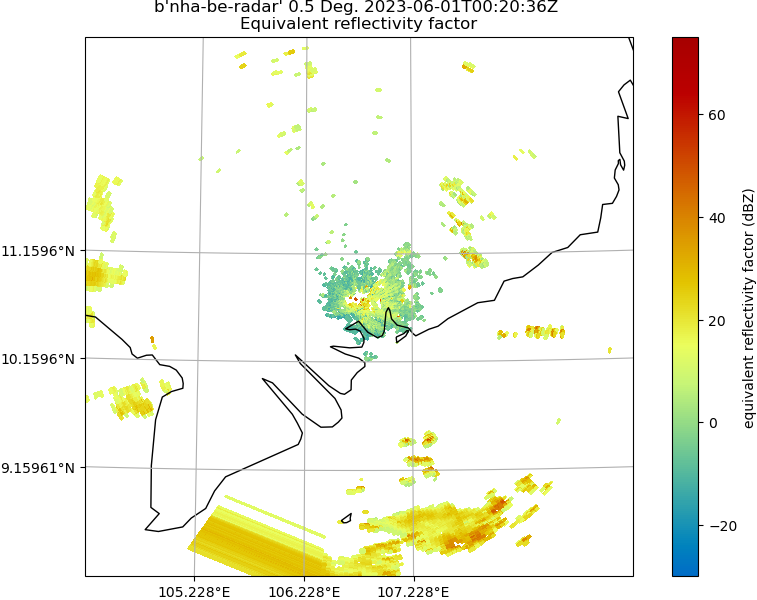 b'nha-be-radar' 0.5 Deg. 2023-06-01T00:20:36Z
Equivalent reflectivity factor
11.1596°N
10.1596°N
9.15961°N
105.228°E
106.228°E
107.228°E
60
40
20
0
−20
equivalent reflectivity factor (dBZ)